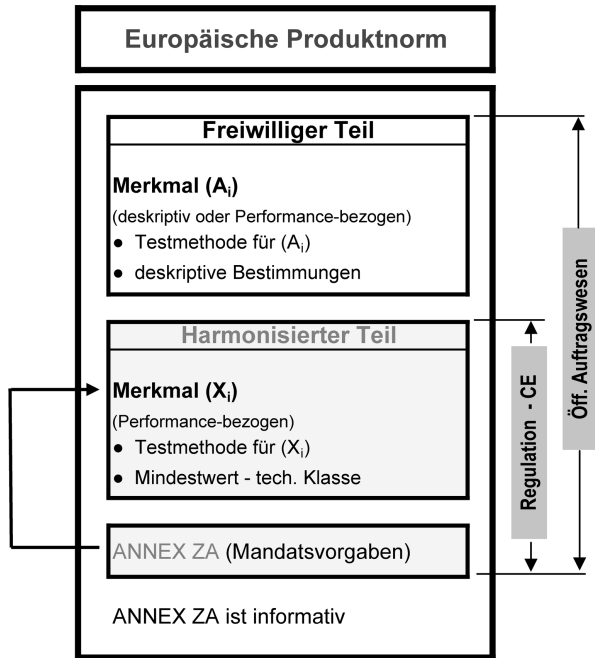 Europäische Produktnorm
Freiwilliger Teil
Merkmal (Ai)
(deskriptiv oder Performance-bezogen)
● Testmethode für (Ai)
● deskriptive Bestimmungen
Harmonisierter Teil
Merkmal (Xi)
(Performance-bezogen)
● Testmethode für (Xi)
● Mindestwert - tech. Klasse
ANNEX ZA (Mandatsvorgaben)
ANNEX ZA ist informativ
Regulation - CE
Öff. Auftragswesen